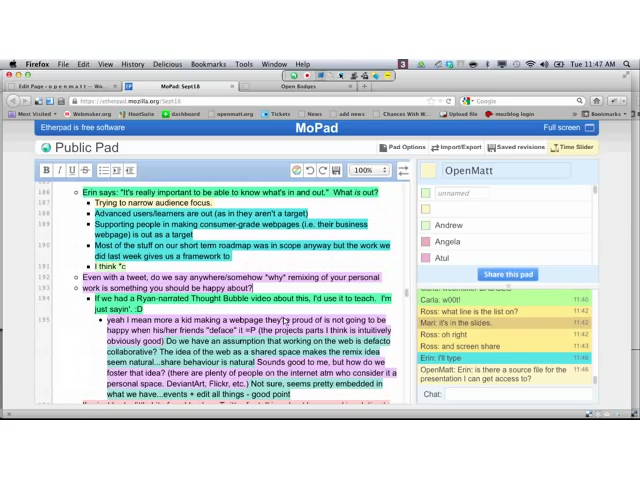 Firefox File Edit View History Delicious Bookmarks Tools Window Help 3 Tue 11:47 AM
MoPad: Sept18
Edit Page ‹ o p e n m a t t — Wo... MoPad: Sept18 Open Badges
https://etherpad.mozilla.org/Sept18 Google
Most Visited Webmaker.org HootSuite dashboard openmatt.org Tickets News add news Chances With W... Upload file mozblog login Bookmarks
Etherpad is free software MoPad Full screen
Public Pad Pad Options Import/Export Saved revisions Time Slider
B I U S 100% OpenMatt
186 Erin says: "It's really important to be able to know what's in and out." What is out?
187 Trying to narrow audience focus.
188 Advanced users/learners are out (as in they aren't a target)
189 Supporting people in making consumer-grade webpages (i.e. their business
webpage) is out as a target
190 Most of the stuff on our short term roadmap was in scope anyway but the work we
did last week gives us a framework to
191 I think "c
192 Even with a tweet, do we say anywhere/somehow *why* remixing of your personal
193 work is something you should be happy about?
194 If we had a Ryan-narrated Thought Bubble video about this, I'd use it to teach. I'm
just sayin'. :D
195 yeah I mean more a kid making a webpage they're proud of is not going to be
happy when his/her friends "deface" it =P (the projects parts I think is intuitively
obviously good) Do we have an assumption that working on the web is defacto
collaborative? The idea of the web as a shared space makes the remix idea
seem natural...share behaviour is natural Sounds good to me, but how do we
foster that idea? (there are plenty of people on the internet atm who consider it a
personal space. DeviantArt, Flickr, etc.) Not sure, seems pretty embedded in
what we have...events + edit all things - good point
unnamed
Andrew
Angela
Atul
Share this pad
Carla: w00t! 11:40
Ross: what line is the list on? 11:42
Mari: it's in the slides. 11:42
Ross: oh right 11:42
Ross: and screen share 11:43
Erin: I'll type 11:46
OpenMatt: Erin: is there a source file for the 11:46
presentation I can get access to?
Chat: